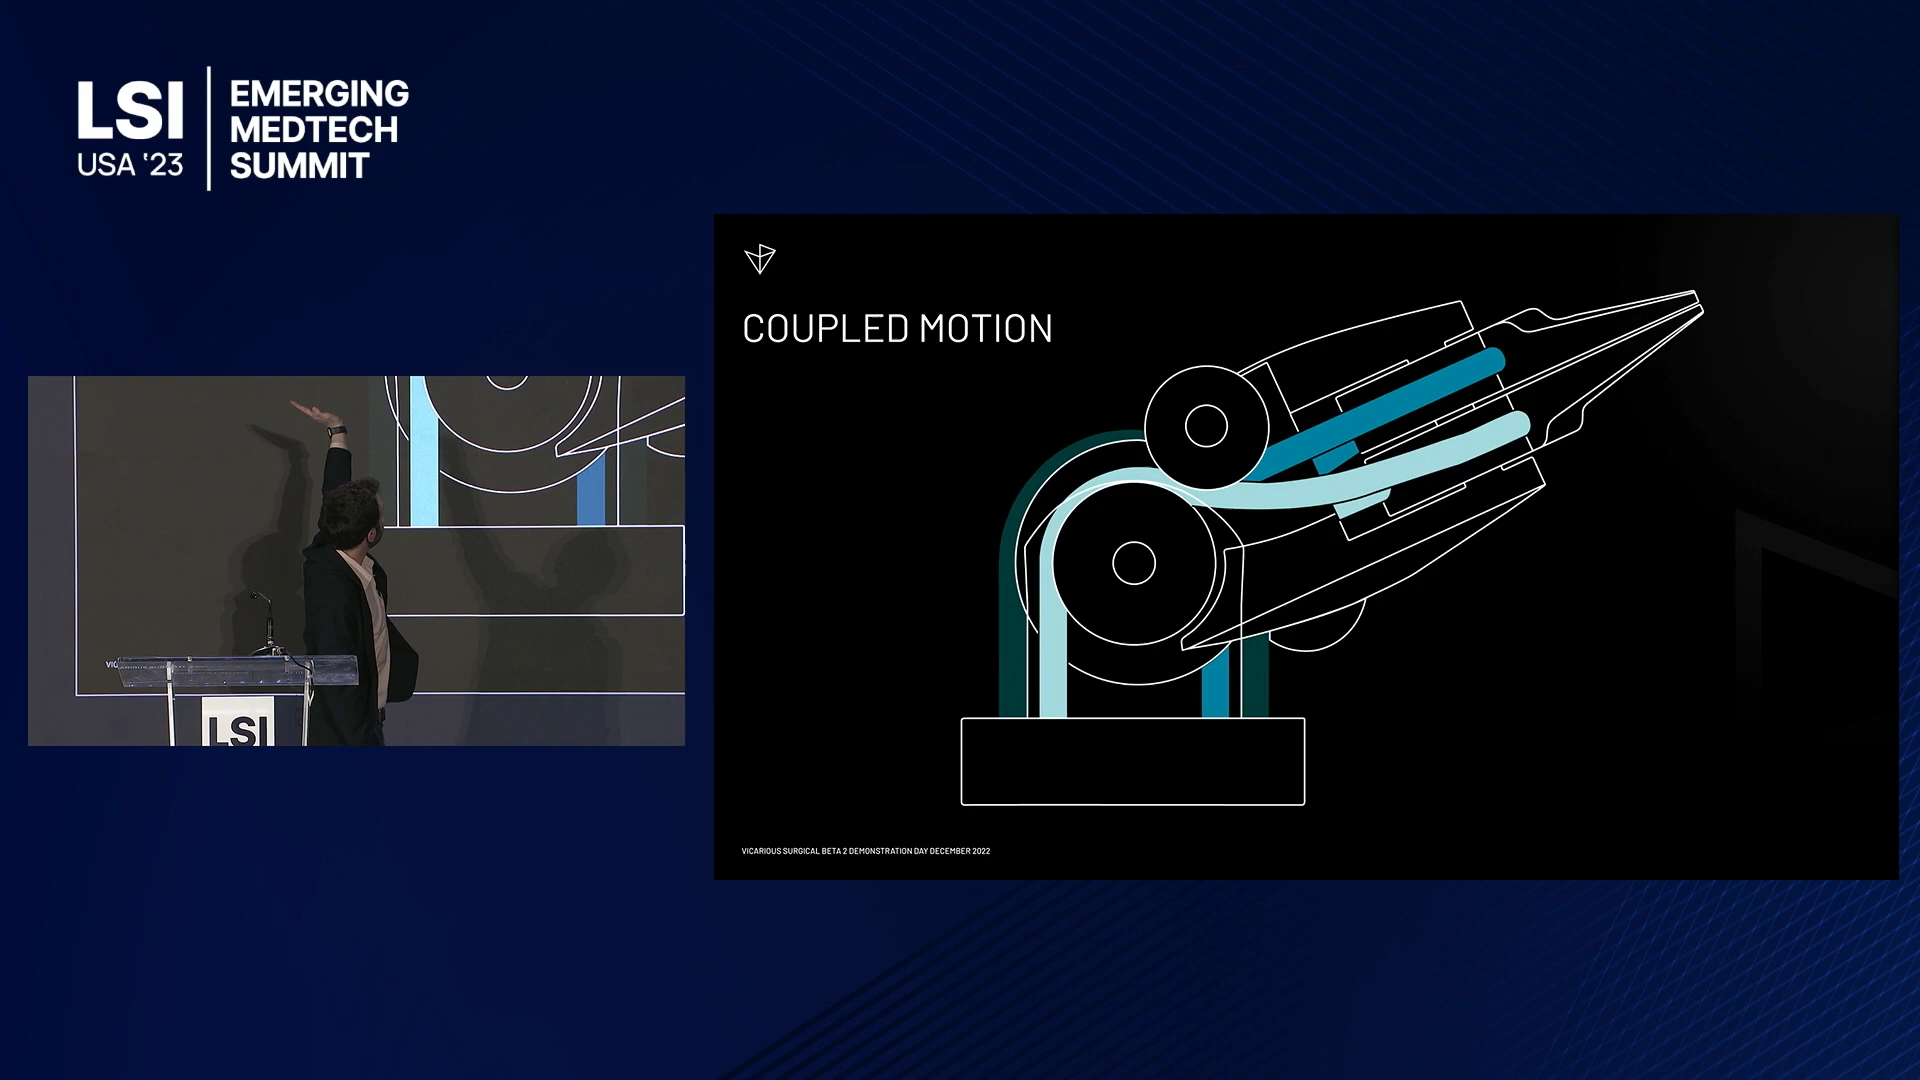 LSI
USA '23
EMERGING
MEDTECH
SUMMIT
COUPLED MOTION
VICARIOUS SURGICAL BETA 2 DEMONSTRATION DAY DECEMBER 2022
LSI